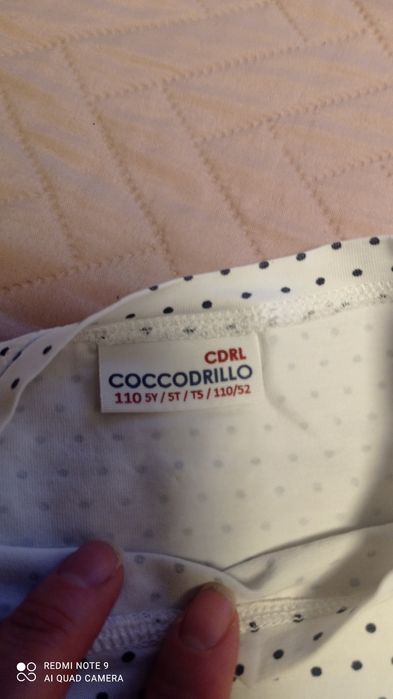 CDRL
COCCODRILLO
110 5Y / 5T / T5 / 110/52
REDMI NOTE 9
AI QUAD CAMERA